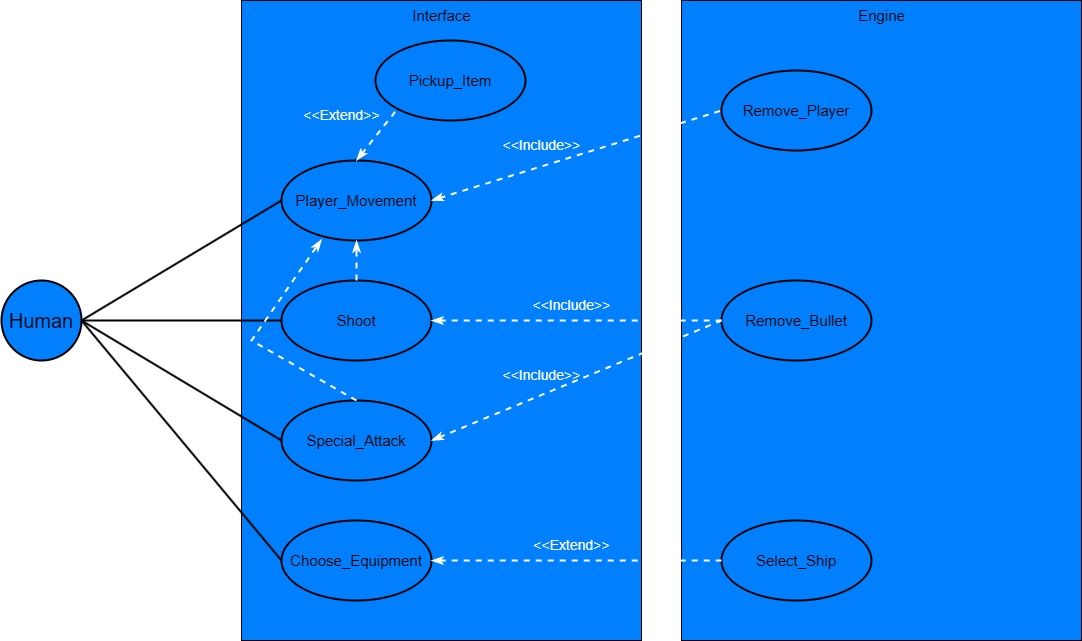 Interface
Engine
Pickup_Item
<<Extend>>
Remove_Player
<<Include>>
Player_Movement
<<Include>>
Human
Shoot
Remove_Bullet
<<Include>>
Special_Attack
<<Extend>>
Choose_Equipment
Select_Ship